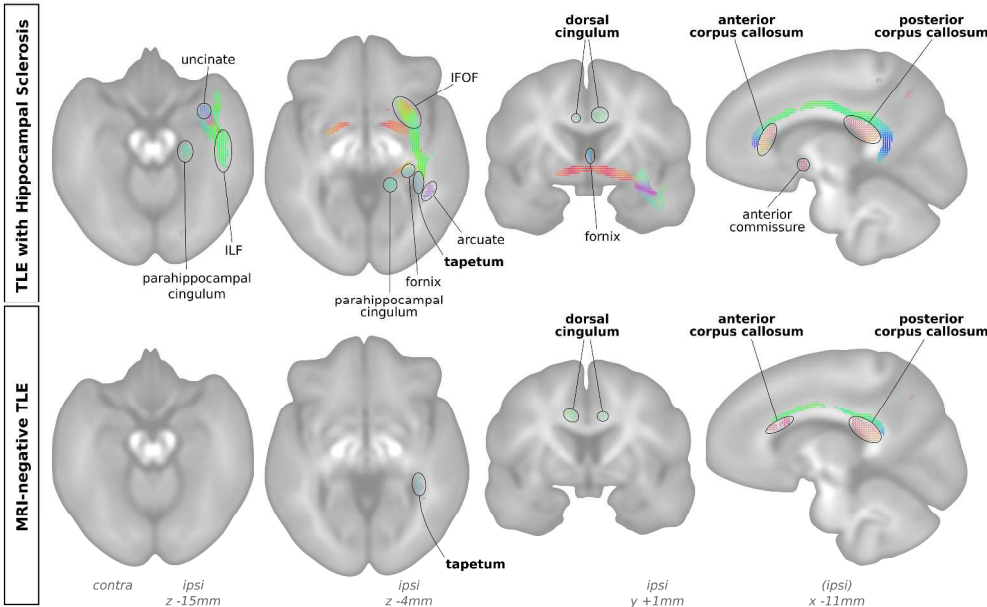 TLE with Hippocampal Sclerosis
uncinate
ILF
parahippocampal
cingulum
IFOF
arcuate
tapetum
fornix
parahippocampal
cingulum
dorsal
cingulum
fornix
anterior
corpus callosum
posterior
corpus callosum
anterior
commissure
MRI-negative TLE
tapetum
dorsal
cingulum
anterior
corpus callosum
posterior
corpus callosum
contra
ipsi
z -15mm
ipsi
z -4mm
ipsi
y +1mm
(ipsi)
x -11mm